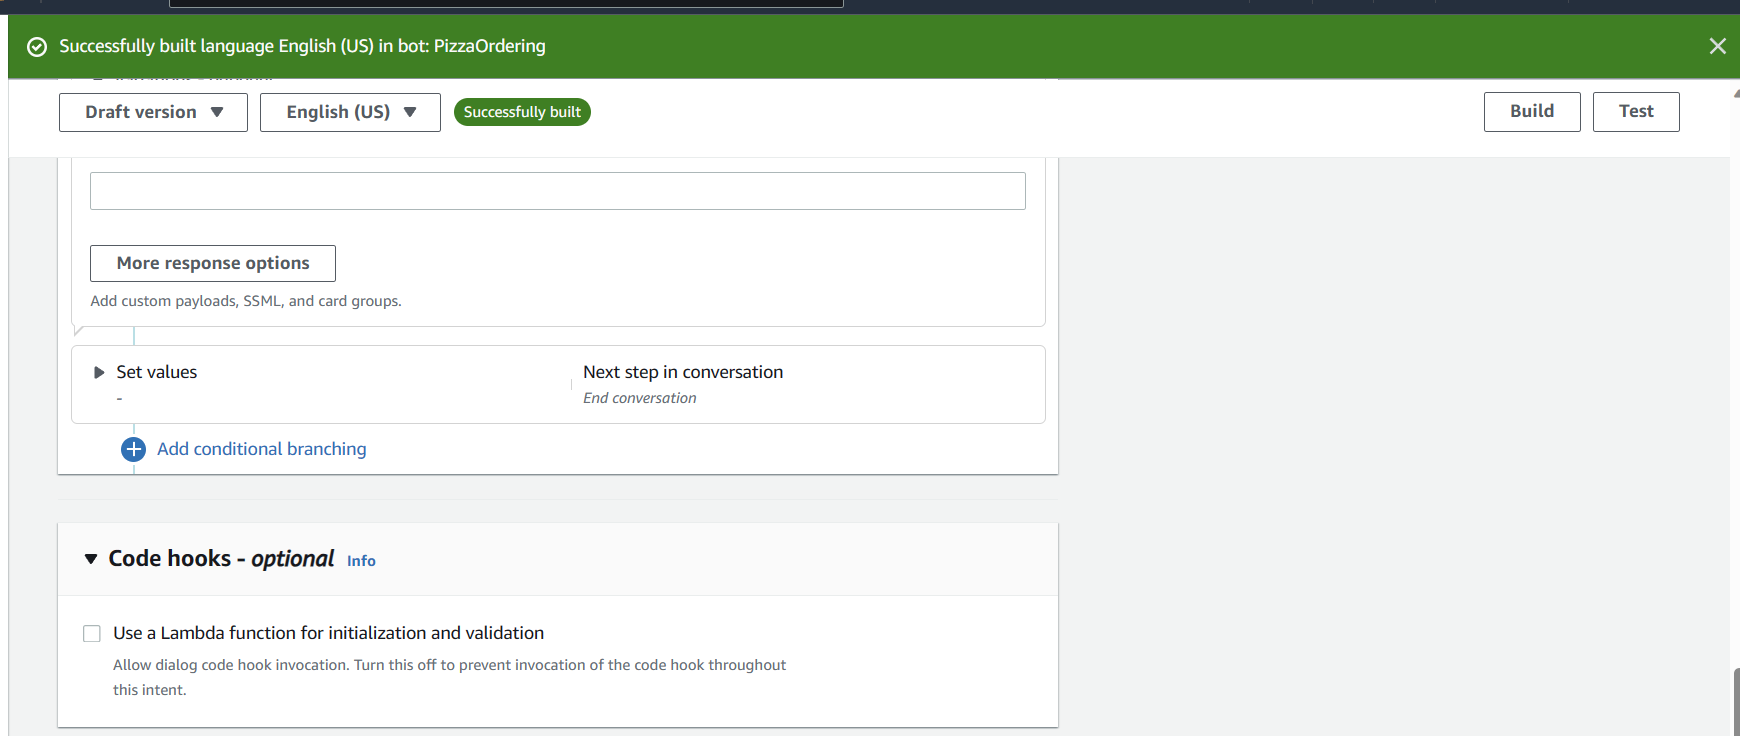 Successfully built language English (US) in bot: PizzaOrdering
Draft version
English (US)
Successfully built
Build
Test
More response options
Add custom payloads, SSML, and card groups.
Set values
-
Next step in conversation
End conversation
Add conditional branching
Code hooks - optional Info
Use a Lambda function for initialization and validation
Allow dialog code hook invocation. Turn this off to prevent invocation of the code hook throughout
this intent.